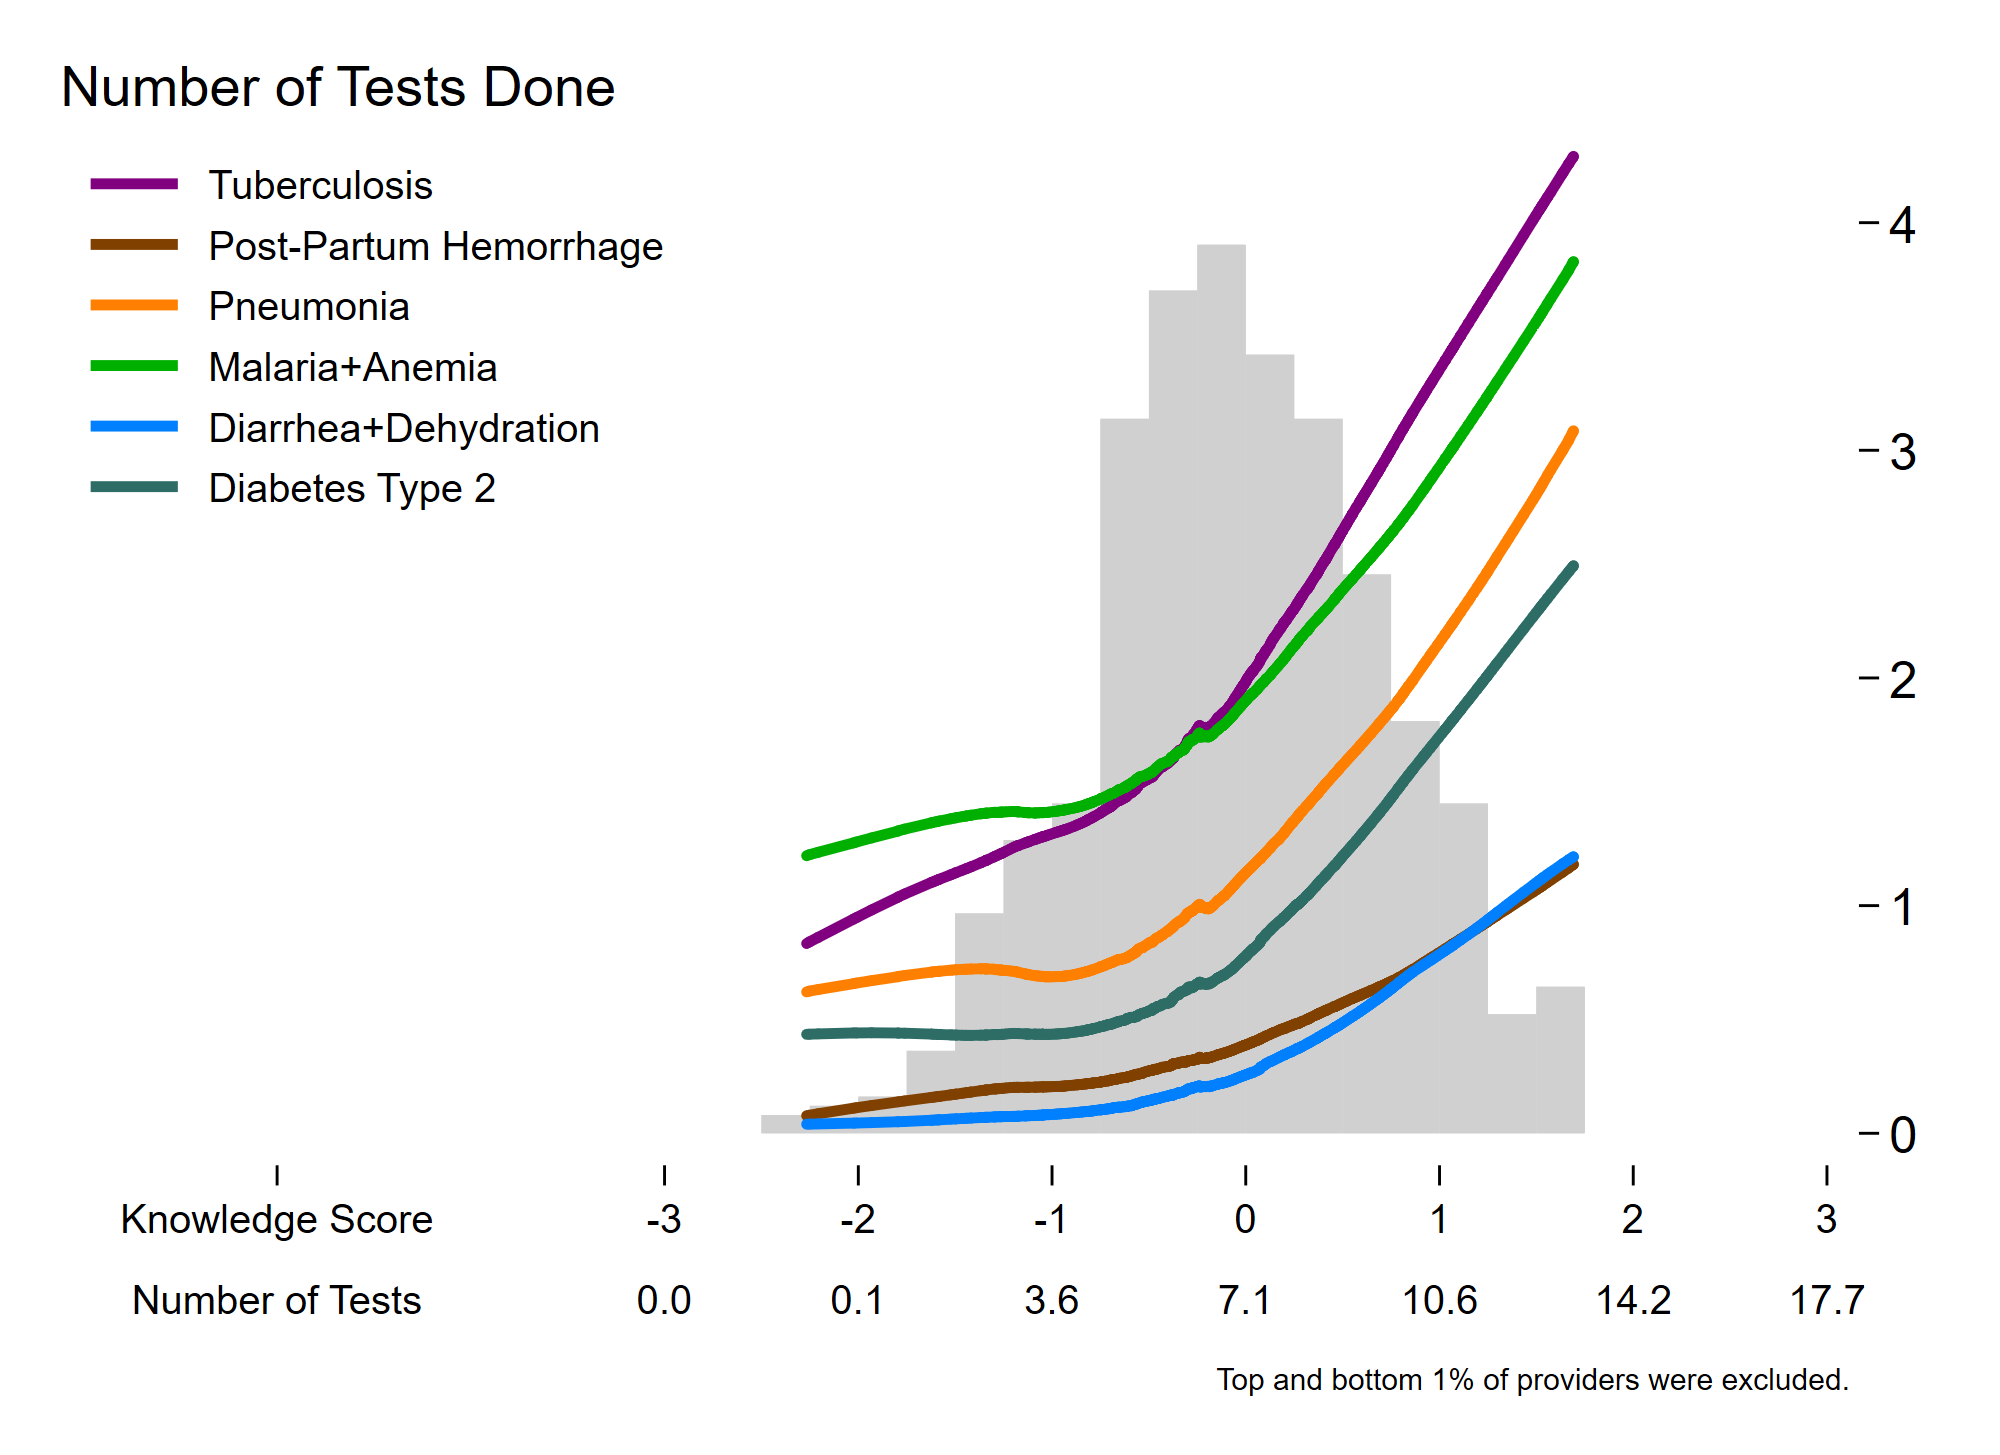 Number of Tests Done
Tuberculosis
Post-Partum Hemorrhage
Pneumonia
Malaria+Anemia
Diarrhea+Dehydration
Diabetes Type 2
4
3
2
1
0
Knowledge Score -3 -2 -1 0 1 2 3
Number of Tests 0.0 0.1 3.6 7.1 10.6 14.2 17.7
Top and bottom 1% of providers were excluded.